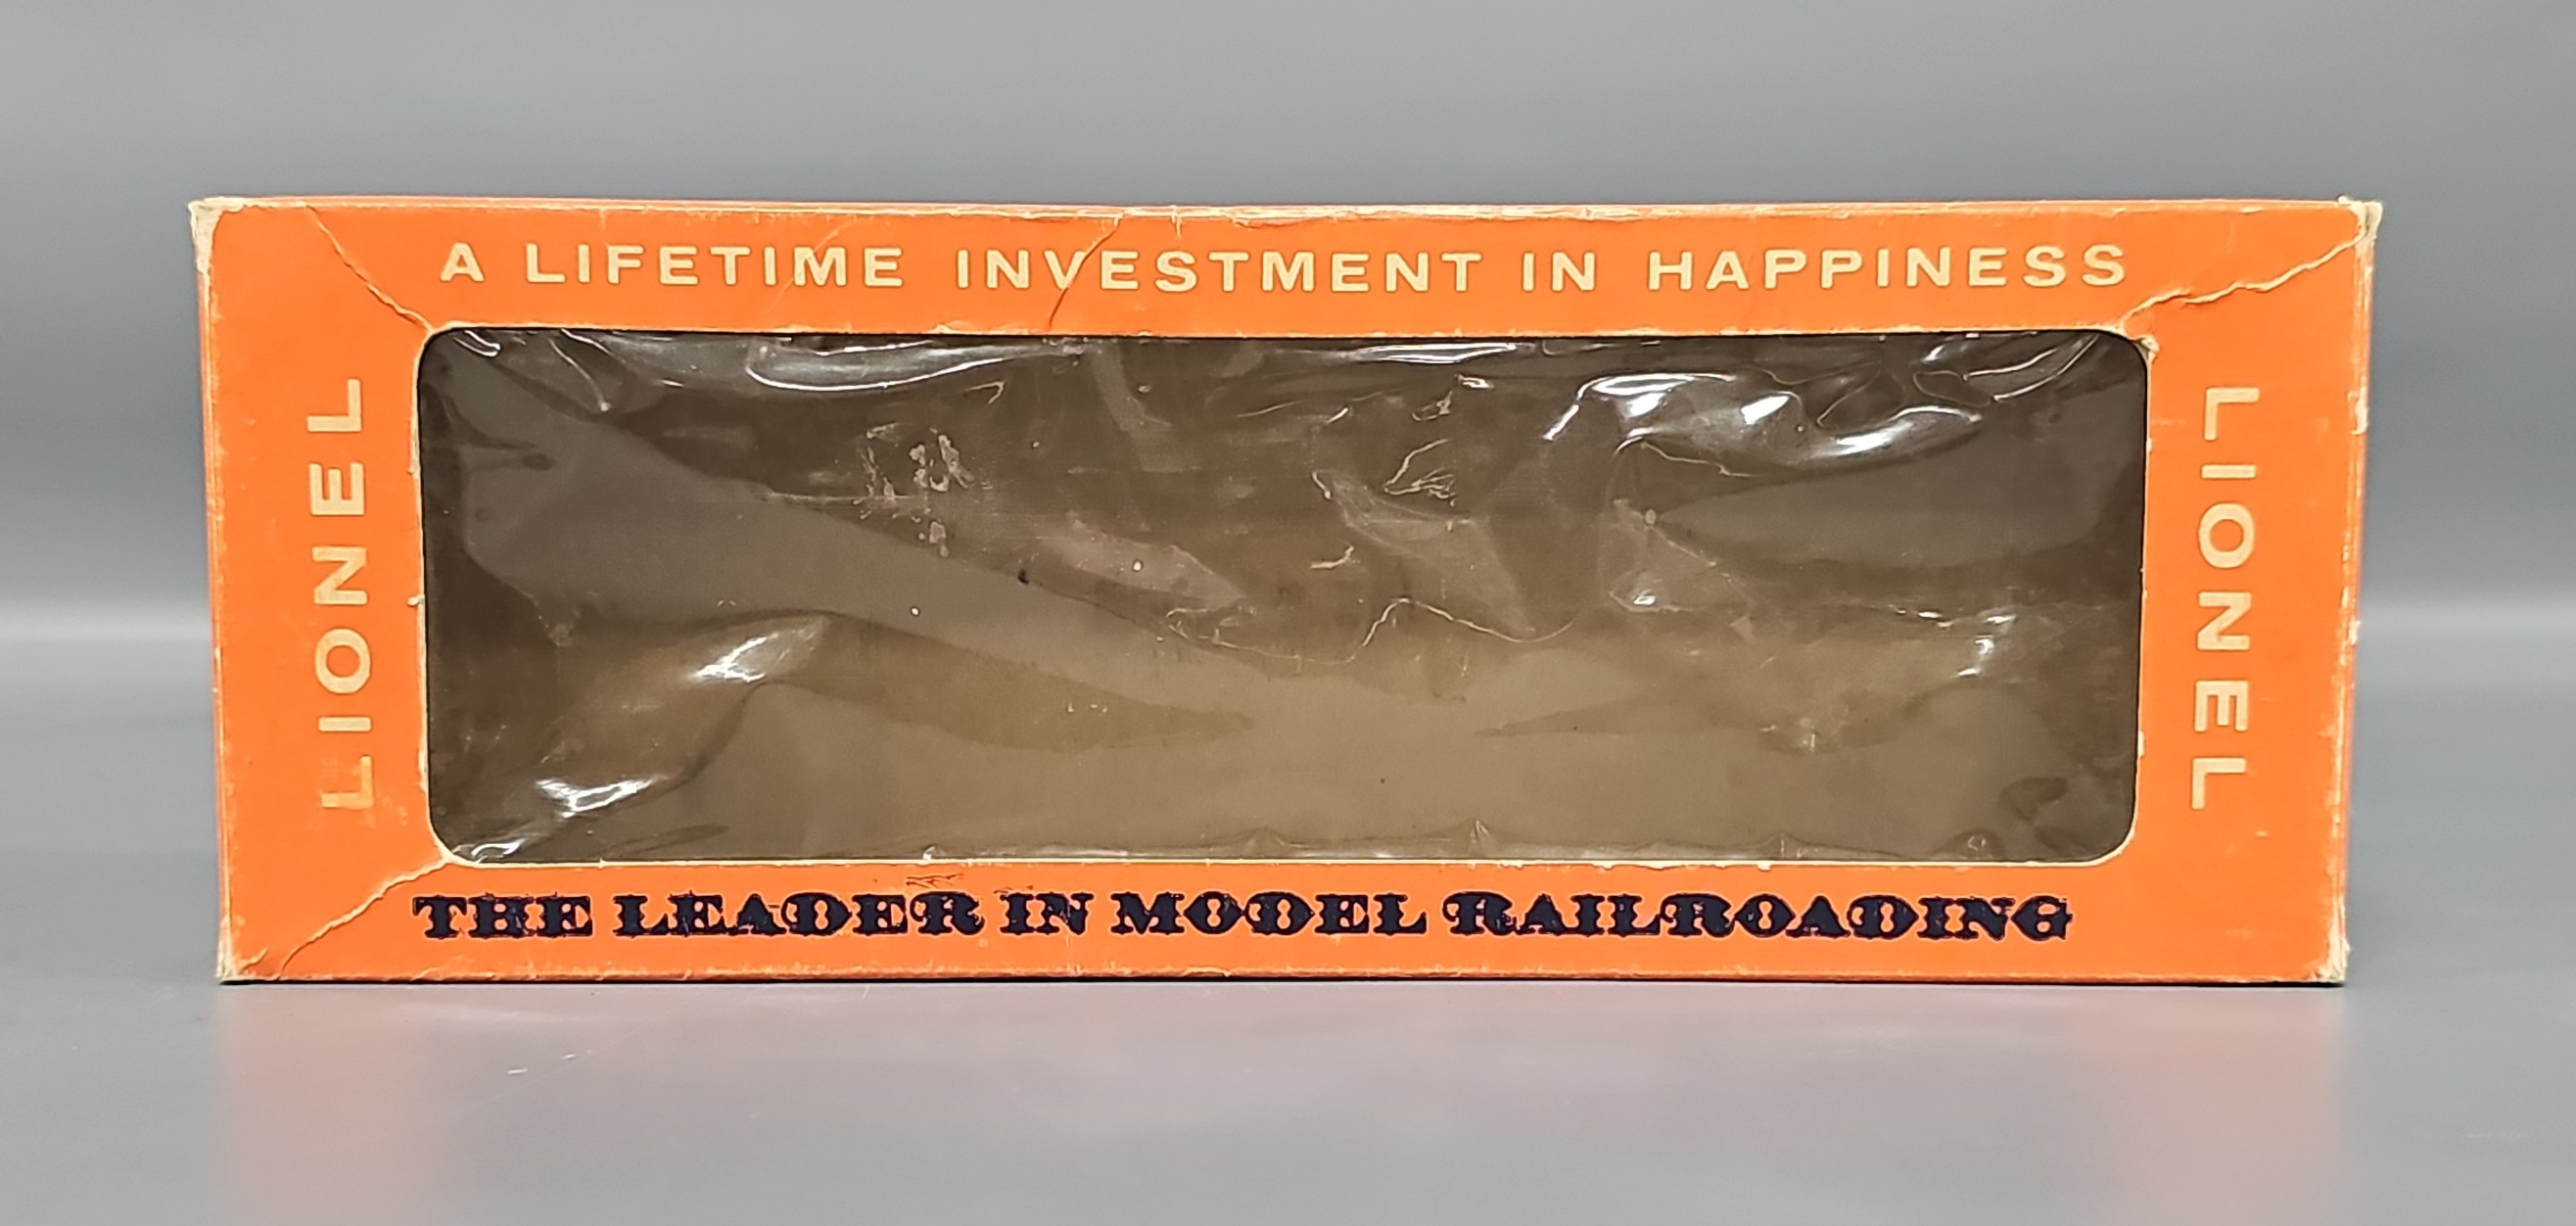 A LIFETIME INVESTMENT IN HAPPINESS
LIONEL
LIONEL
THE LEADER IN MODEL RAILROADING